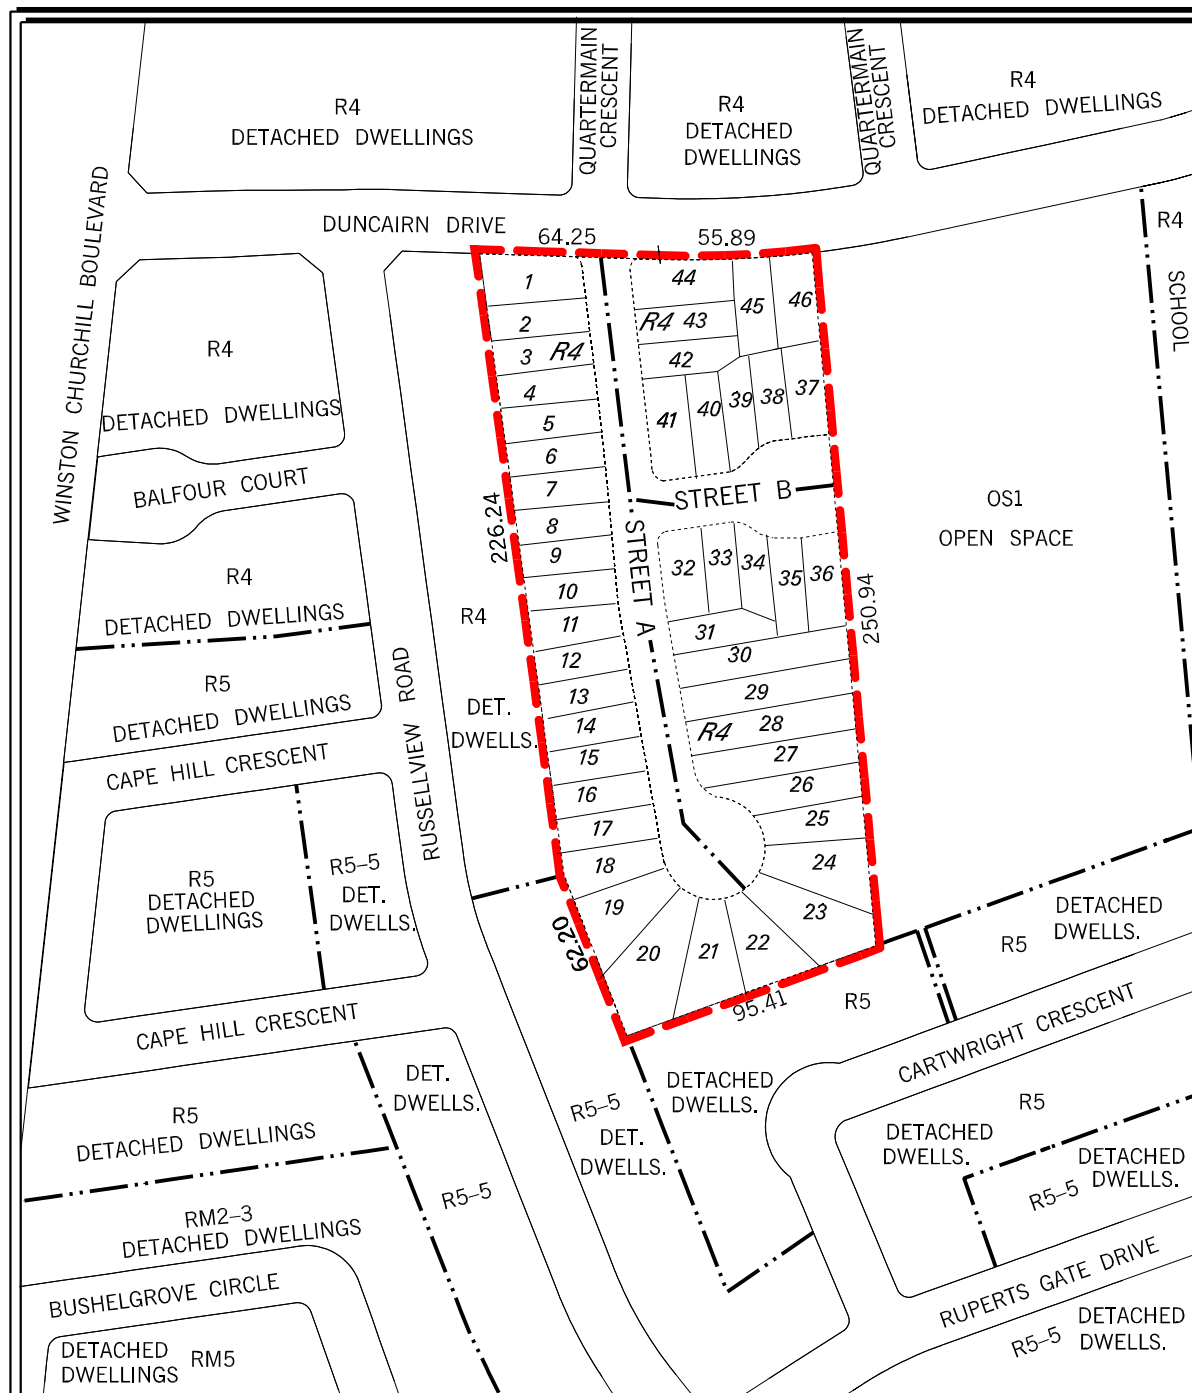 R4
DETACHED DWELLINGS
QUARTERMAIN
CRESCENT
R4
DETACHED
DWELLINGS
QUARTERMAIN
CRESCENT
R4
DETACHED DWELLINGS
WINSTON CHURCHILL BOULEVARD
DUNCAIRN DRIVE
64.25
55.89
R4
SCHOOL
R4
DETACHED DWELLINGS
BALFOUR COURT
R4
DETACHED DWELLINGS
R5
DETACHED DWELLINGS
CAPE HILL CRESCENT
RUSSELLVIEW ROAD
R4
DET.
DWELLS.
226.24
1
2
3
R4
4
5
6
7
8
9
10
11
12
13
14
15
16
17
18
19
20
21
22
23
24
25
26
27
28
R4
29
30
31
32
33
34
35
36
STREET A
STREET B
44
45
46
R4
43
42
41
40
39
38
37
250.94
OS1
OPEN SPACE
62.20
95.41
R5
DETACHED
DWELLINGS
R5-5
DET.
DWELLS.
CAPE HILL CRESCENT
R5
DETACHED DWELLINGS
DET.
DWELLS.
R5-5
RM2-3
DETACHED DWELLINGS
BUSHELGROVE CIRCLE
DETACHED
DWELLINGS
RM5
R5-5
DET.
DWELLS.
R5
DETACHED
DWELLS.
DETACHED
DWELLS.
R5
CARTWRIGHT CRESCENT
R5
DETACHED
DWELLS.
DETACHED
DWELLS.
R5-5
RUPERTS GATE DRIVE
DETACHED
DWELLS.
R5-5